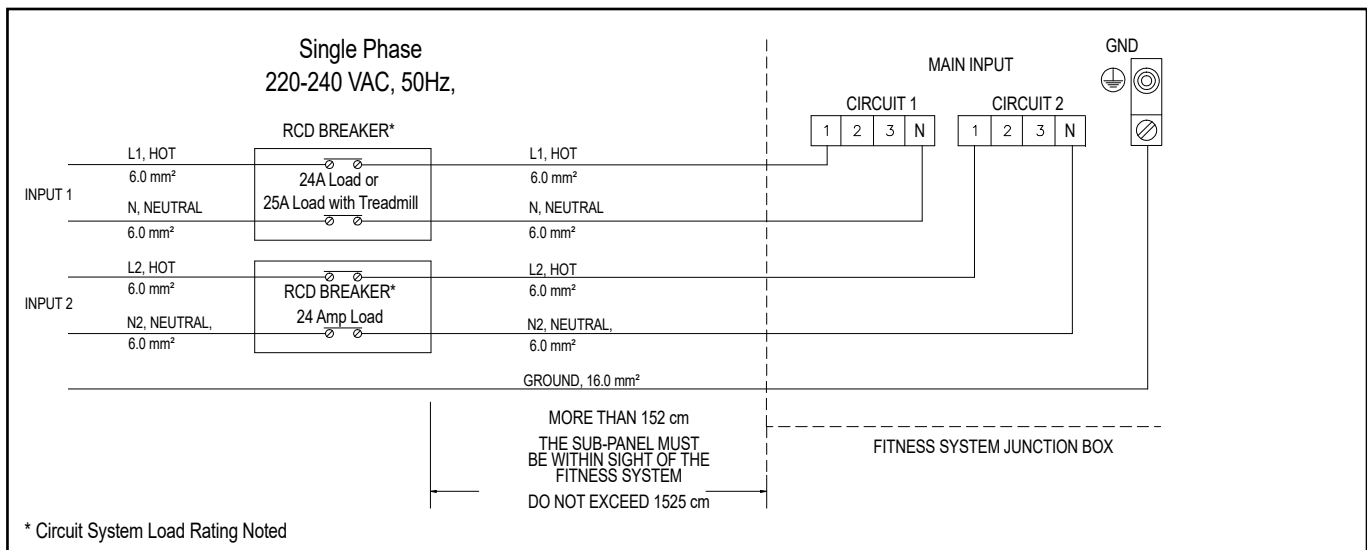 Single Phase
220-240 VAC, 50Hz,
MAIN INPUT
GND
CIRCUIT 1
CIRCUIT 2
1 2 3 N
1 2 3 N
RCD BREAKER*
24A Load or
25A Load with Treadmill
INPUT 1
L1, HOT
6.0 mm²
N, NEUTRAL
6.0 mm²
L1, HOT
6.0 mm²
N, NEUTRAL
6.0 mm²
INPUT 2
L2, HOT
6.0 mm²
N2, NEUTRAL,
6.0 mm²
RCD BREAKER*
24 Amp Load
L2, HOT
6.0 mm²
N2, NEUTRAL,
6.0 mm²
GROUND, 16.0 mm²
MORE THAN 152 cm
THE SUB-PANEL MUST
BE WITHIN SIGHT OF THE
FITNESS SYSTEM
DO NOT EXCEED 1525 cm
FITNESS SYSTEM JUNCTION BOX
* Circuit System Load Rating Noted